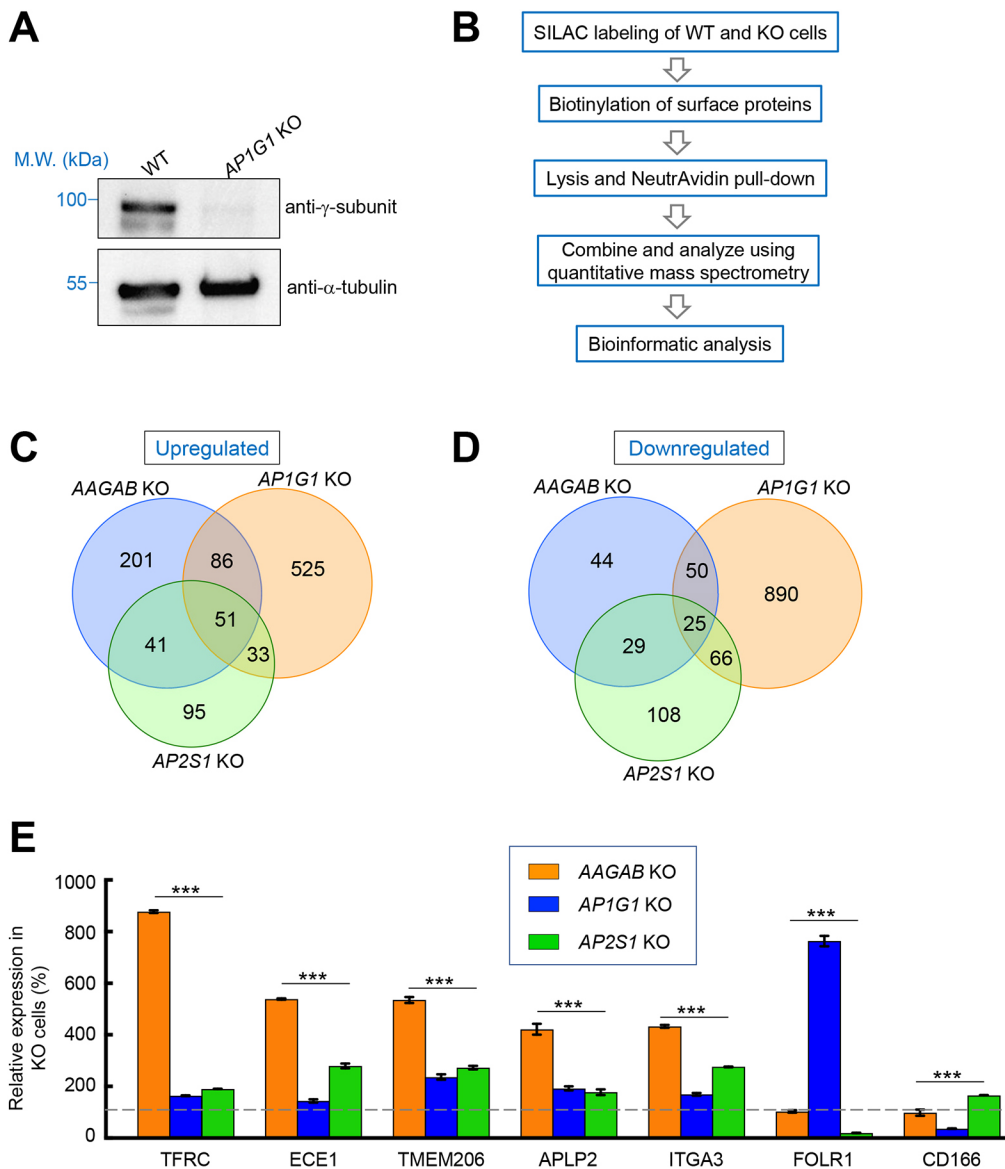 A
M.W. (kDa)
WT
AP1G1 KO
100
anti-γ-subunit
55
anti-α-tubulin
B
SILAC labeling of WT and KO cells
Biotinylation of surface proteins
Lysis and NeutrAvidin pull-down
Combine and analyze using
quantitative mass spectrometry
Bioinformatic analysis
C
Upregulated
AAGAB KO
AP1G1 KO
201
86
525
51
41
33
95
AP2S1 KO
D
Downregulated
AAGAB KO
AP1G1 KO
44
50
890
25
29
66
108
AP2S1 KO
E
AAGAB KO
AP1G1 KO
AP2S1 KO
Relative expression in
KO cells (%)
1000
800
600
400
200
0
***
***
***
***
***
***
***
TFRC
ECE1
TMEM206
APLP2
ITGA3
FOLR1
CD166